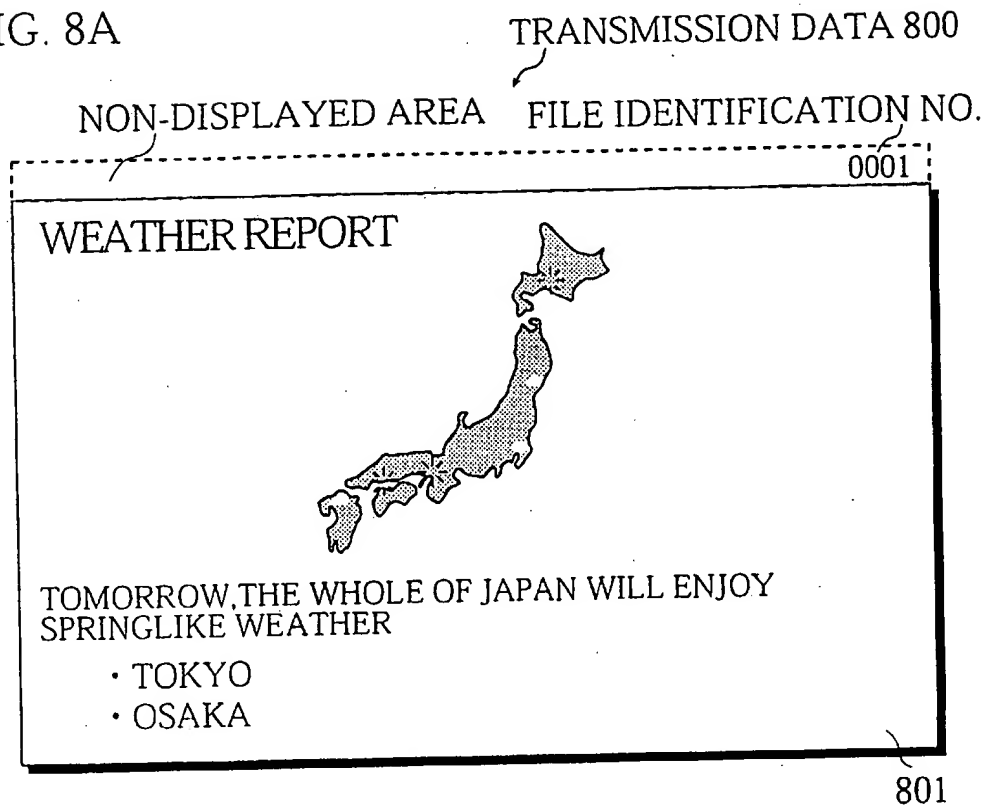 IG. 8A
TRANSMISSION DATA 800
NON-DISPLAYED AREA
FILE IDENTIFICATION NO.
0001
WEATHER REPORT
TOMORROW,THE WHOLE OF JAPAN WILL ENJOY
SPRINGLIKE WEATHER
・TOKYO
・OSAKA
801